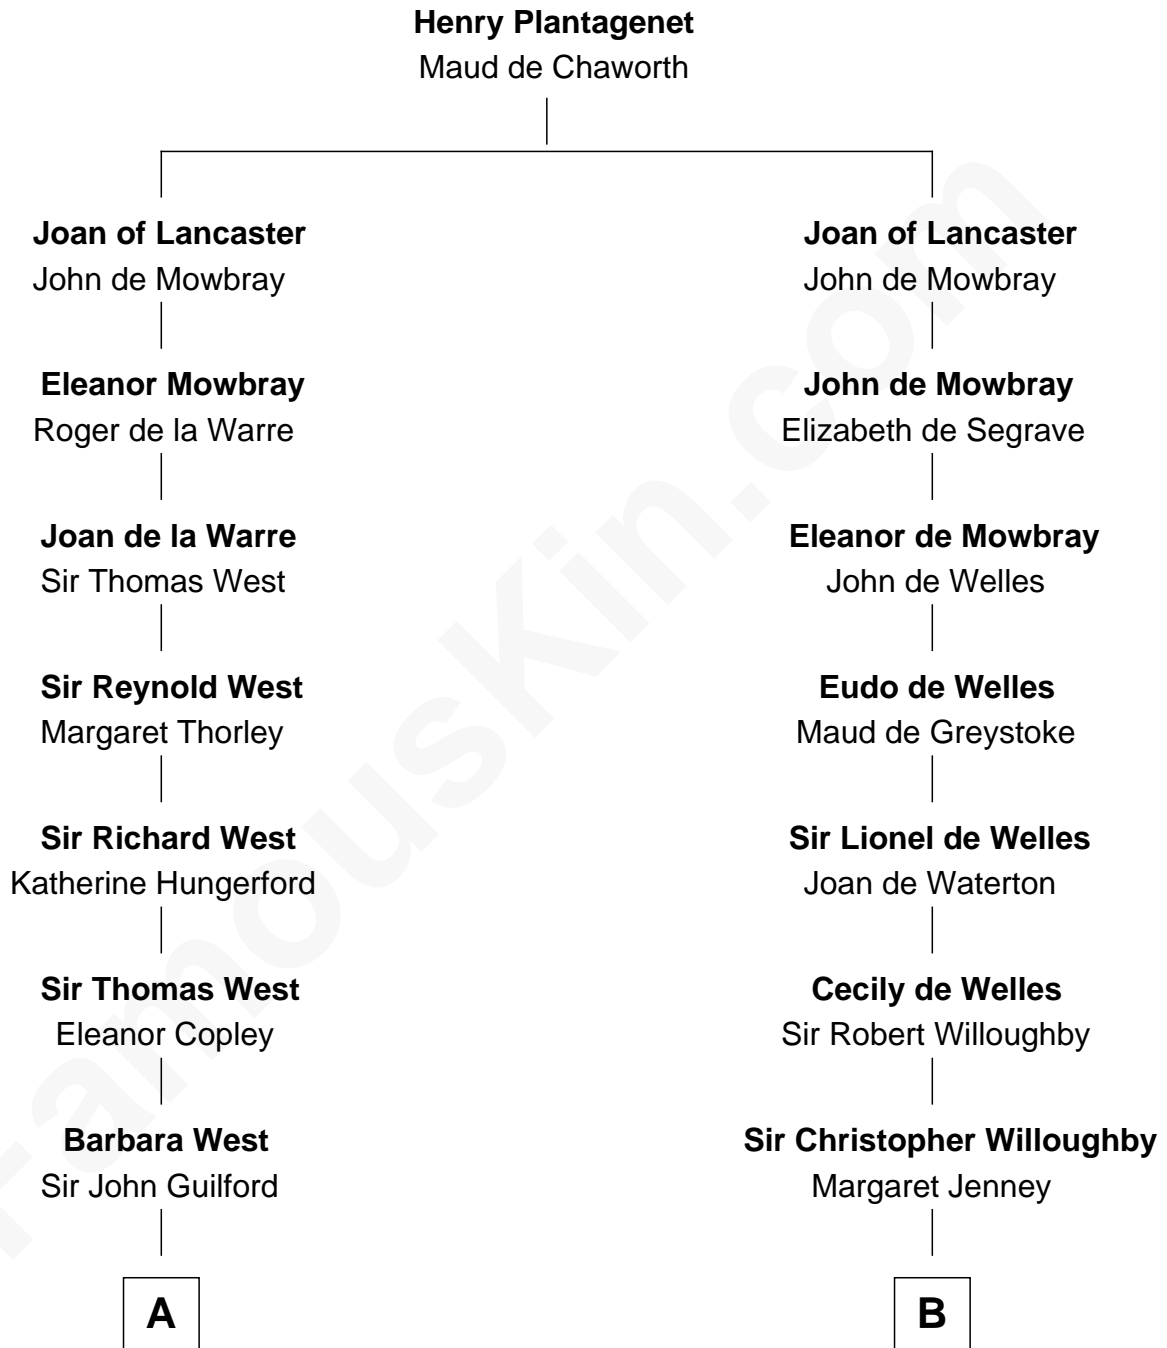 Henry Plantagenet
Maud de Chaworth
Joan of Lancaster
John de Mowbray
Joan of Lancaster
John de Mowbray
Eleanor Mowbray
Roger de la Warre
John de Mowbray
Elizabeth de Segrave
Joan de la Warre
Sir Thomas West
Eleanor de Mowbray
John de Welles
Sir Reynold West
Margaret Thorley
Eudo de Welles
Maud de Greystoke
Sir Richard West
Katherine Hungerford
Sir Lionel de Welles
Joan de Waterton
Sir Thomas West
Eleanor Copley
Cecily de Welles
Sir Robert Willoughby
Barbara West
Sir John Guilford
Sir Christopher Willoughby
Margaret Jenney
A
B
FamousKin.com